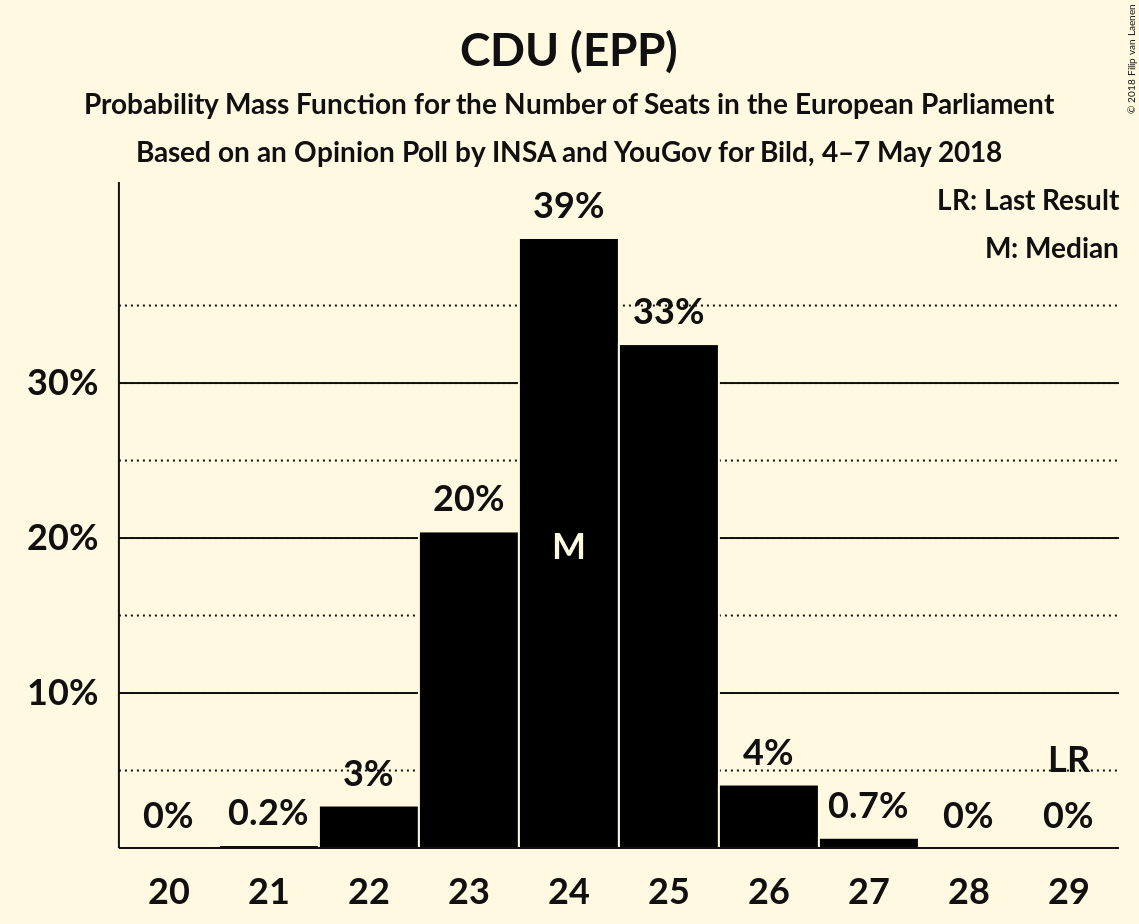 CDU (EPP)
Probability Mass Function for the Number of Seats in the European Parliament
Based on an Opinion Poll by INSA and YouGov for Bild, 4–7 May 2018
© 2018 Filip van Laenen
LR: Last Result
M: Median
39%
33%
30%
20%
20%
M
10%
4%
LR
3%
0%
0.2%
0.7%
0%
0%
20 21 22 23 24 25 26 27 28 29